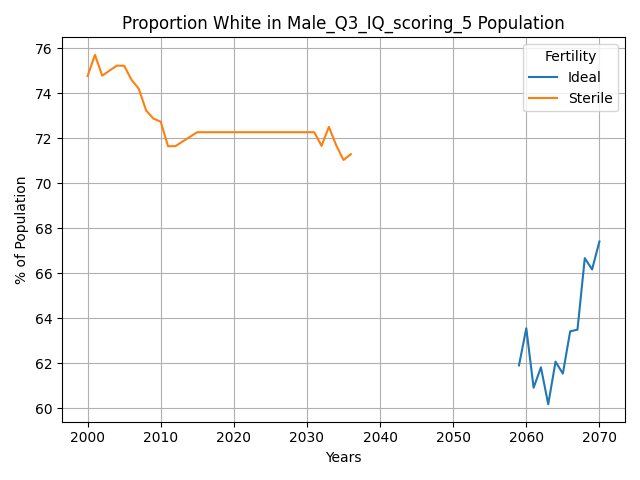 Proportion White in Male_Q3_IQ_scoring_5 Population
Fertility
Ideal
Sterile
% of Population
76
74
72
70
68
66
64
62
60
2000 2010 2020 2030 2040 2050 2060 2070
Years